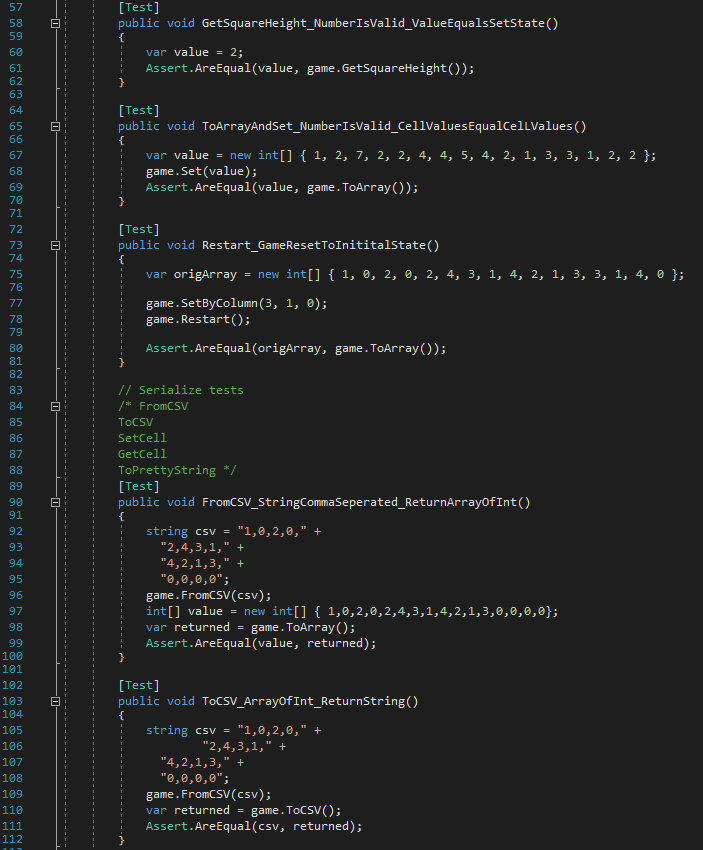 57 [Test]
58 public void GetSquareHeight_NumberIsValid_ValueEqualsSetState()
59 {
60 var value = 2;
61 Assert.AreEqual(value, game.GetSquareHeight());
62 }
63
64 [Test]
65 public void ToArrayAndSet_NumberIsValid_CellValuesEqualCelLValues()
66 {
67 var value = new int[] { 1, 2, 7, 2, 2, 4, 4, 5, 4, 2, 1, 3, 3, 1, 2, 2 };
68 game.Set(value);
69 Assert.AreEqual(value, game.ToArray());
70 }
71
72 [Test]
73 public void Restart_GameResetToInititalState()
74 {
75 var origArray = new int[] { 1, 0, 2, 0, 2, 4, 3, 1, 4, 2, 1, 3, 3, 1, 4, 0 };
76
77 game.SetByColumn(3, 1, 0);
78 game.Restart();
79
80 Assert.AreEqual(origArray, game.ToArray());
81 }
82
83 // Serialize tests
84 /* FromCSV
85 ToCSV
86 SetCell
87 GetCell
88 ToPrettyString */
89 [Test]
90 public void FromCSV_StringCommaSeperated_ReturnArrayOfInt()
91 {
92 string csv = "1,0,2,0," +
93 "2,4,3,1," +
94 "4,2,1,3," +
95 "0,0,0,0";
96 game.FromCSV(csv);
97 int[] value = new int[] { 1,0,2,0,2,4,3,1,4,2,1,3,0,0,0,0};
98 var returned = game.ToArray();
99 Assert.AreEqual(value, returned);
100 }
101
102 [Test]
103 public void ToCSV_ArrayOfInt_ReturnString()
104 {
105 string csv = "1,0,2,0," +
106 "2,4,3,1," +
107 "4,2,1,3," +
108 "0,0,0,0";
109 game.FromCSV(csv);
110 var returned = game.ToCSV();
111 Assert.AreEqual(csv, returned);
112 }